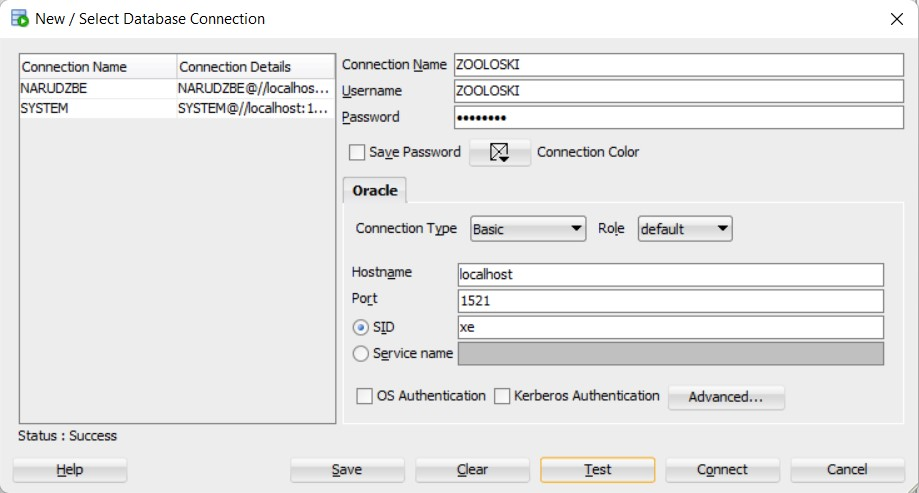 New / Select Database Connection
Connection Name Connection Details
NARUDZBE NARUDZBE@//localhos...
SYSTEM SYSTEM@//localhost:1...
Connection Name ZOOLOSKI
Username ZOOLOSKI
Password ••••••••
Save Password Connection Color
Oracle
Connection Type Basic Role default
Hostname localhost
Port 1521
SID xe
Service name
OS Authentication Kerberos Authentication Advanced...
Status : Success
Help Save Clear Test Connect Cancel